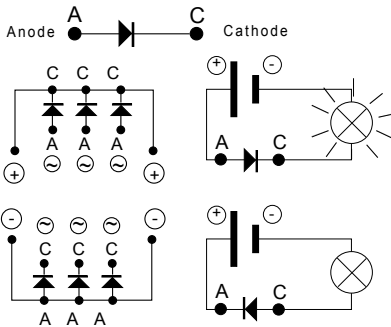 Anode A C Cathode
C C C
A A A
~ ~ ~
+ +
+ -
A C
- ~ ~ ~ -
C C C
A A A
+ -
A C